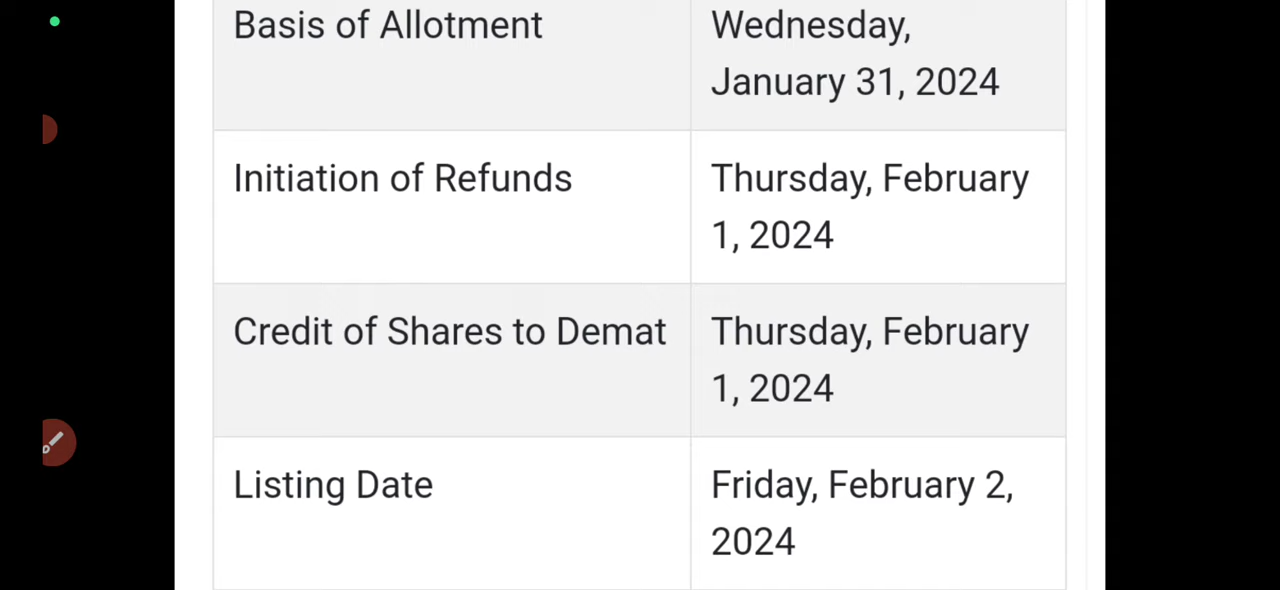 Basis of Allotment
Wednesday,
January 31, 2024
Initiation of Refunds
Thursday, February
1, 2024
Credit of Shares to Demat
Thursday, February
1, 2024
Listing Date
Friday, February 2,
2024